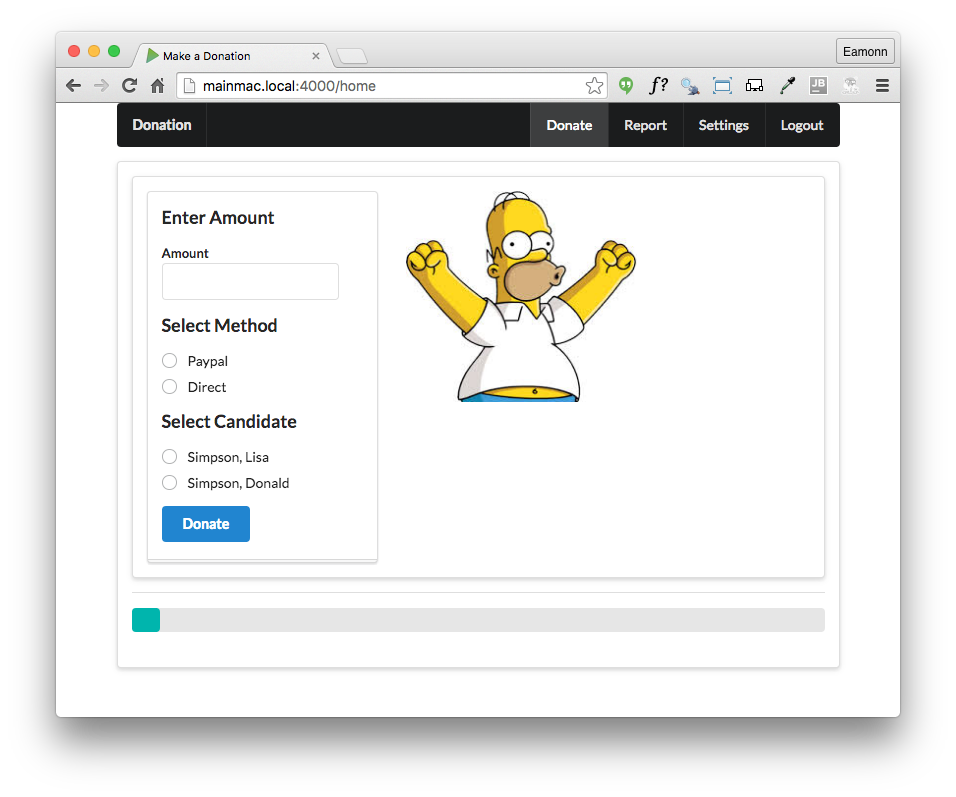 Make a Donation
Eamonn
mainmac.local:4000/home
f?
JB
Donation
Donate
Report
Settings
Logout
Enter Amount
Amount
Select Method
Paypal
Direct
Select Candidate
Simpson, Lisa
Simpson, Donald
Donate